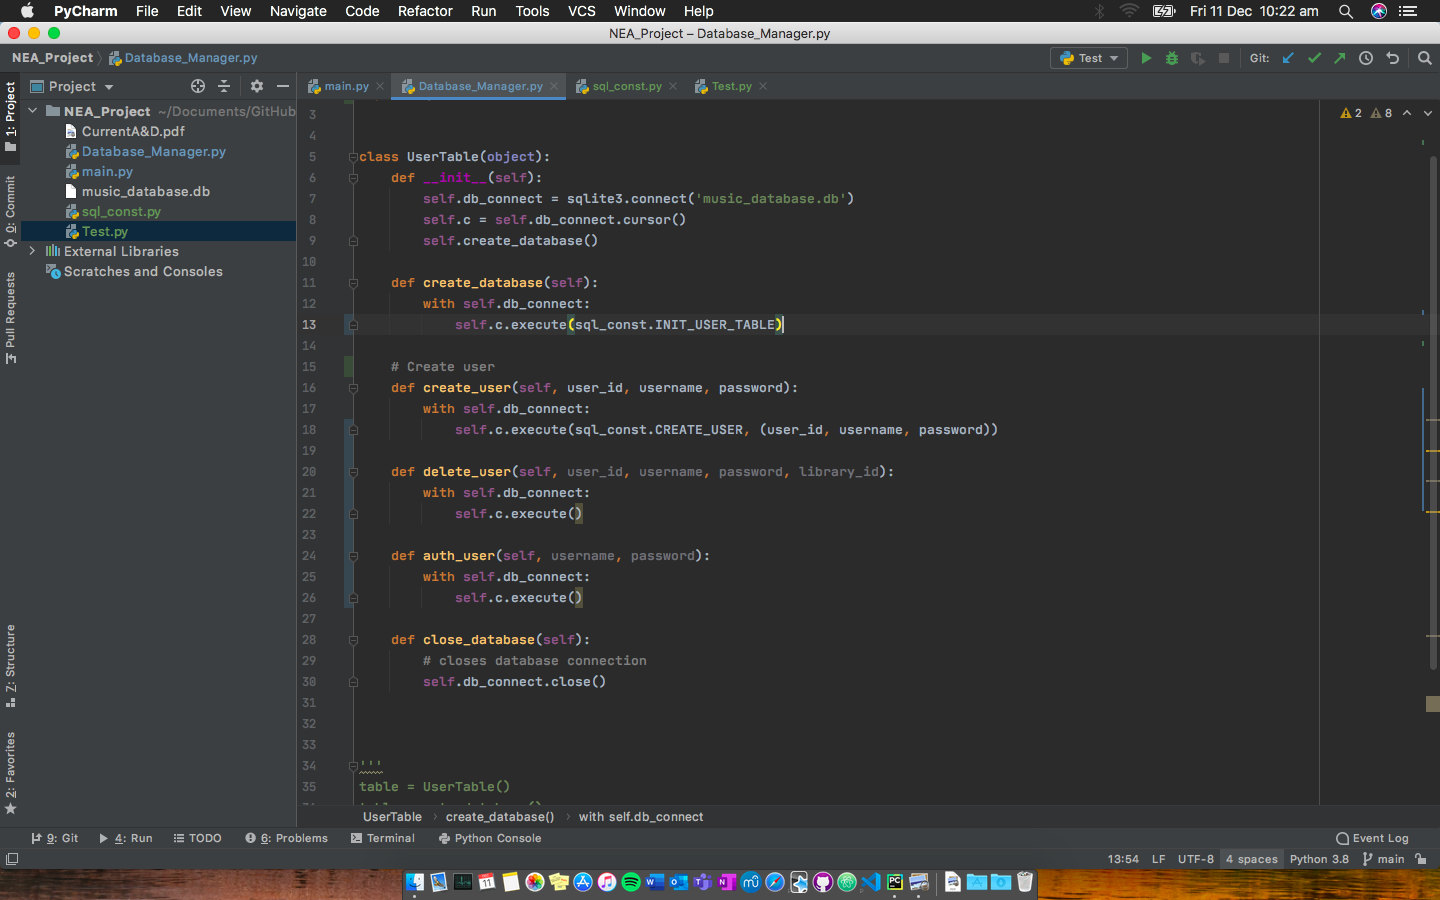 PyCharm File Edit View Navigate Code Refactor Run Tools VCS Window Help Fri 11 Dec 10:22 am
NEA_Project – Database_Manager.py
NEA_Project Database_Manager.py Test Git:
Project main.py Database_Manager.py sql_const.py Test.py
1: Project
0: Commit
Pull Requests
7: Structure
2: Favorites
NEA_Project ~/Documents/GitHub
CurrentA&D.pdf
Database_Manager.py
main.py
music_database.db
sql_const.py
Test.py
External Libraries
Scratches and Consoles
2 8
3
4
5 class UserTable(object):
6 def __init__(self):
7 self.db_connect = sqlite3.connect('music_database.db')
8 self.c = self.db_connect.cursor()
9 self.create_database()
10
11 def create_database(self):
12 with self.db_connect:
13 self.c.execute(sql_const.INIT_USER_TABLE)
14
15 # Create user
16 def create_user(self, user_id, username, password):
17 with self.db_connect:
18 self.c.execute(sql_const.CREATE_USER, (user_id, username, password))
19
20 def delete_user(self, user_id, username, password, library_id):
21 with self.db_connect:
22 self.c.execute()
23
24 def auth_user(self, username, password):
25 with self.db_connect:
26 self.c.execute()
27
28 def close_database(self):
29 # closes database connection
30 self.db_connect.close()
31
32
33
34 '''
35 table = UserTable()
UserTable create_database() with self.db_connect
9: Git 4: Run TODO 6: Problems Terminal Python Console Event Log
13:54 LF UTF-8 4 spaces Python 3.8 main